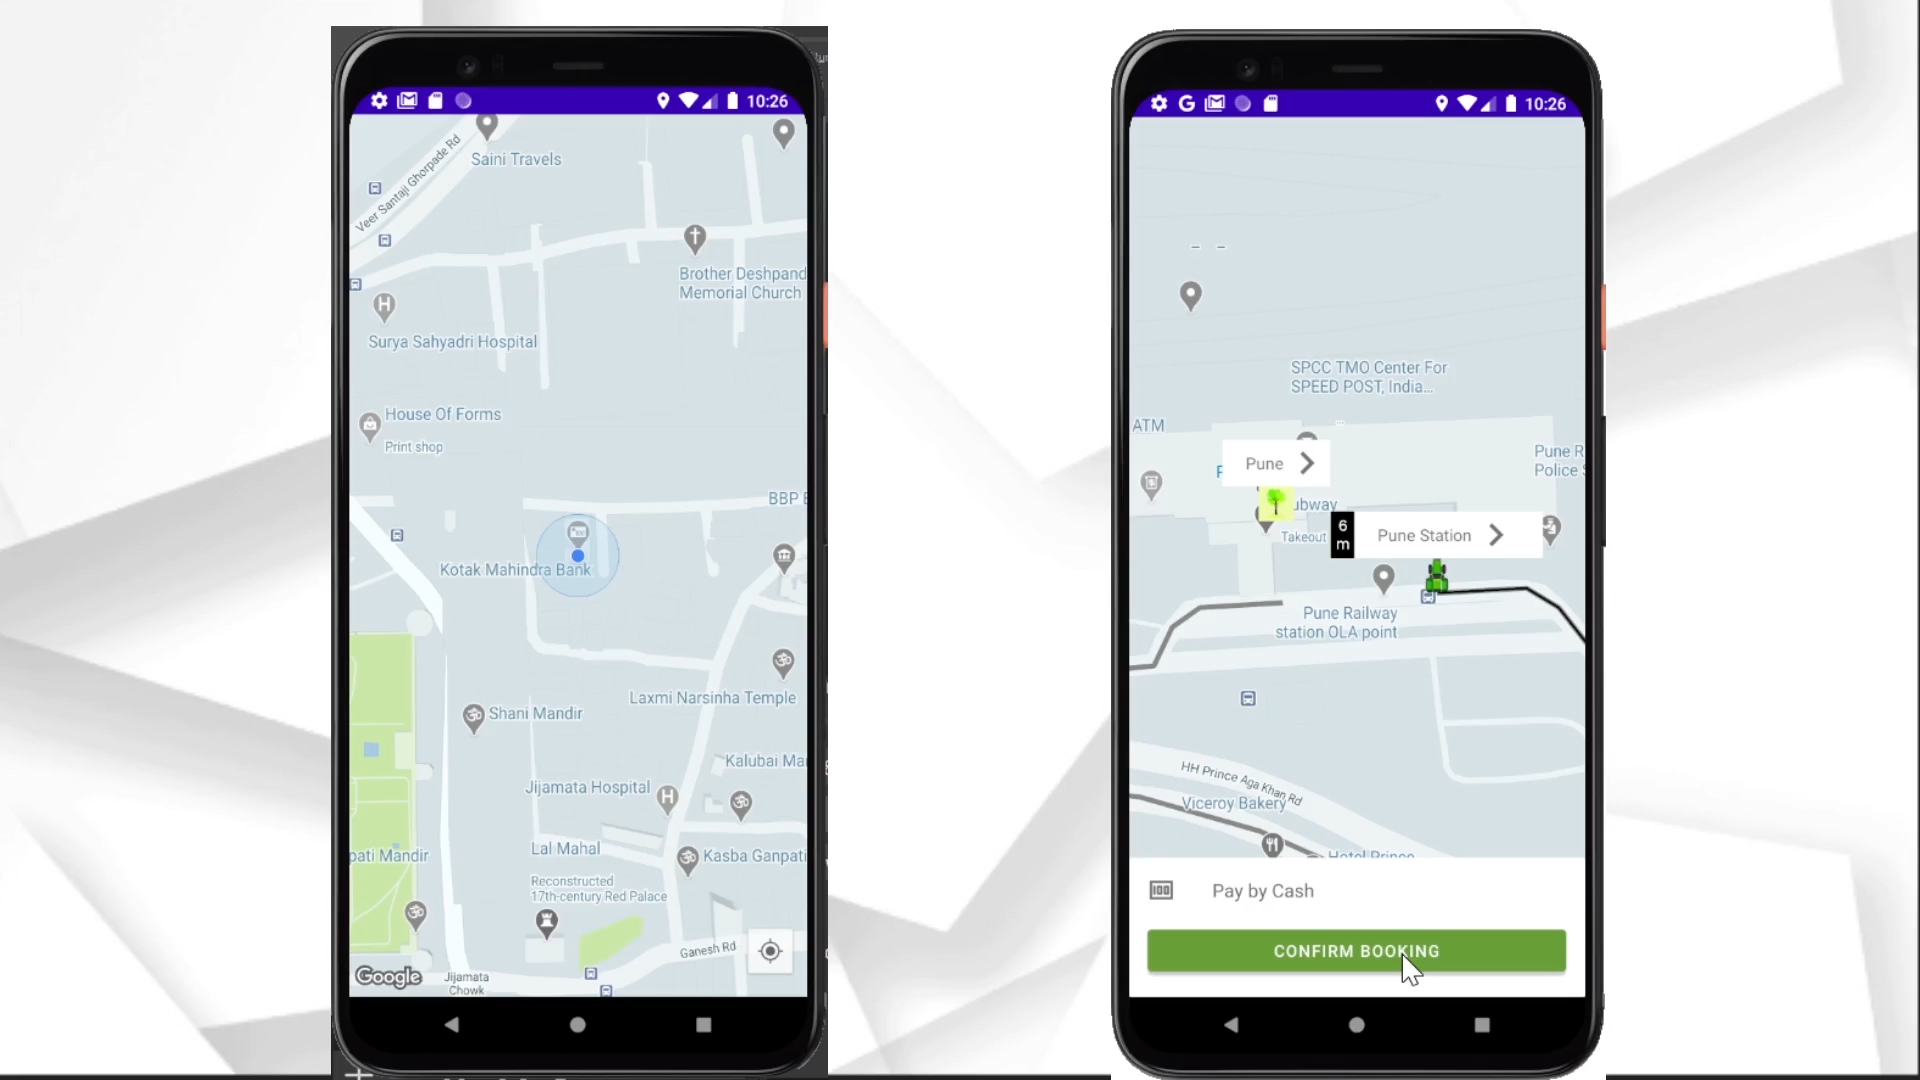 10:26
Saini Travels
Veer Santaji Ghorpade Rd
Brother Deshpand
Memorial Church
Surya Sahyadri Hospital
House Of Forms
Print shop
BBP
Kotak Mahindra Bank
Laxmi Narsinha Temple
Shani Mandir
Kalubai Ma
Jijamata Hospital
Lal Mahal
pati Mandir
Kasba Ganpati
Reconstructed
17th-century Red Palace
Ganesh Rd
Google
Jijamata
Chowk
G
10:26
SPCC TMO Center For
SPEED POST, India...
ATM
Pune R
Police
Pune
ubway
Takeout
6
m
Pune Station
Pune Railway
station OLA point
HH Prince Aga Khan Rd
Viceroy Bakery
Hotel Prince
100
Pay by Cash
CONFIRM BOOKING